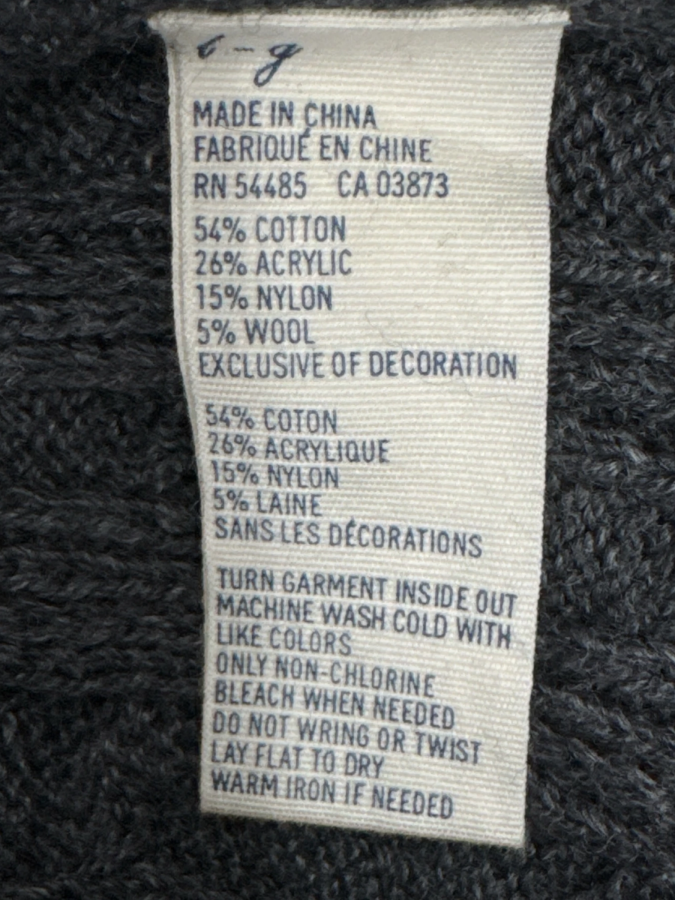 MADE IN CHINA
FABRIQUÉ EN CHINE
RN 54485 CA 03873
54% COTTON
26% ACRYLIC
15% NYLON
5% WOOL
EXCLUSIVE OF DECORATION
54% COTON
26% ACRYLIQUE
15% NYLON
5% LAINE
SANS LES DÉCORATIONS
TURN GARMENT INSIDE OUT
MACHINE WASH COLD WITH
LIKE COLORS
ONLY NON-CHLORINE
BLEACH WHEN NEEDED
DO NOT WRING OR TWIST
LAY FLAT TO DRY
WARM IRON IF NEEDED